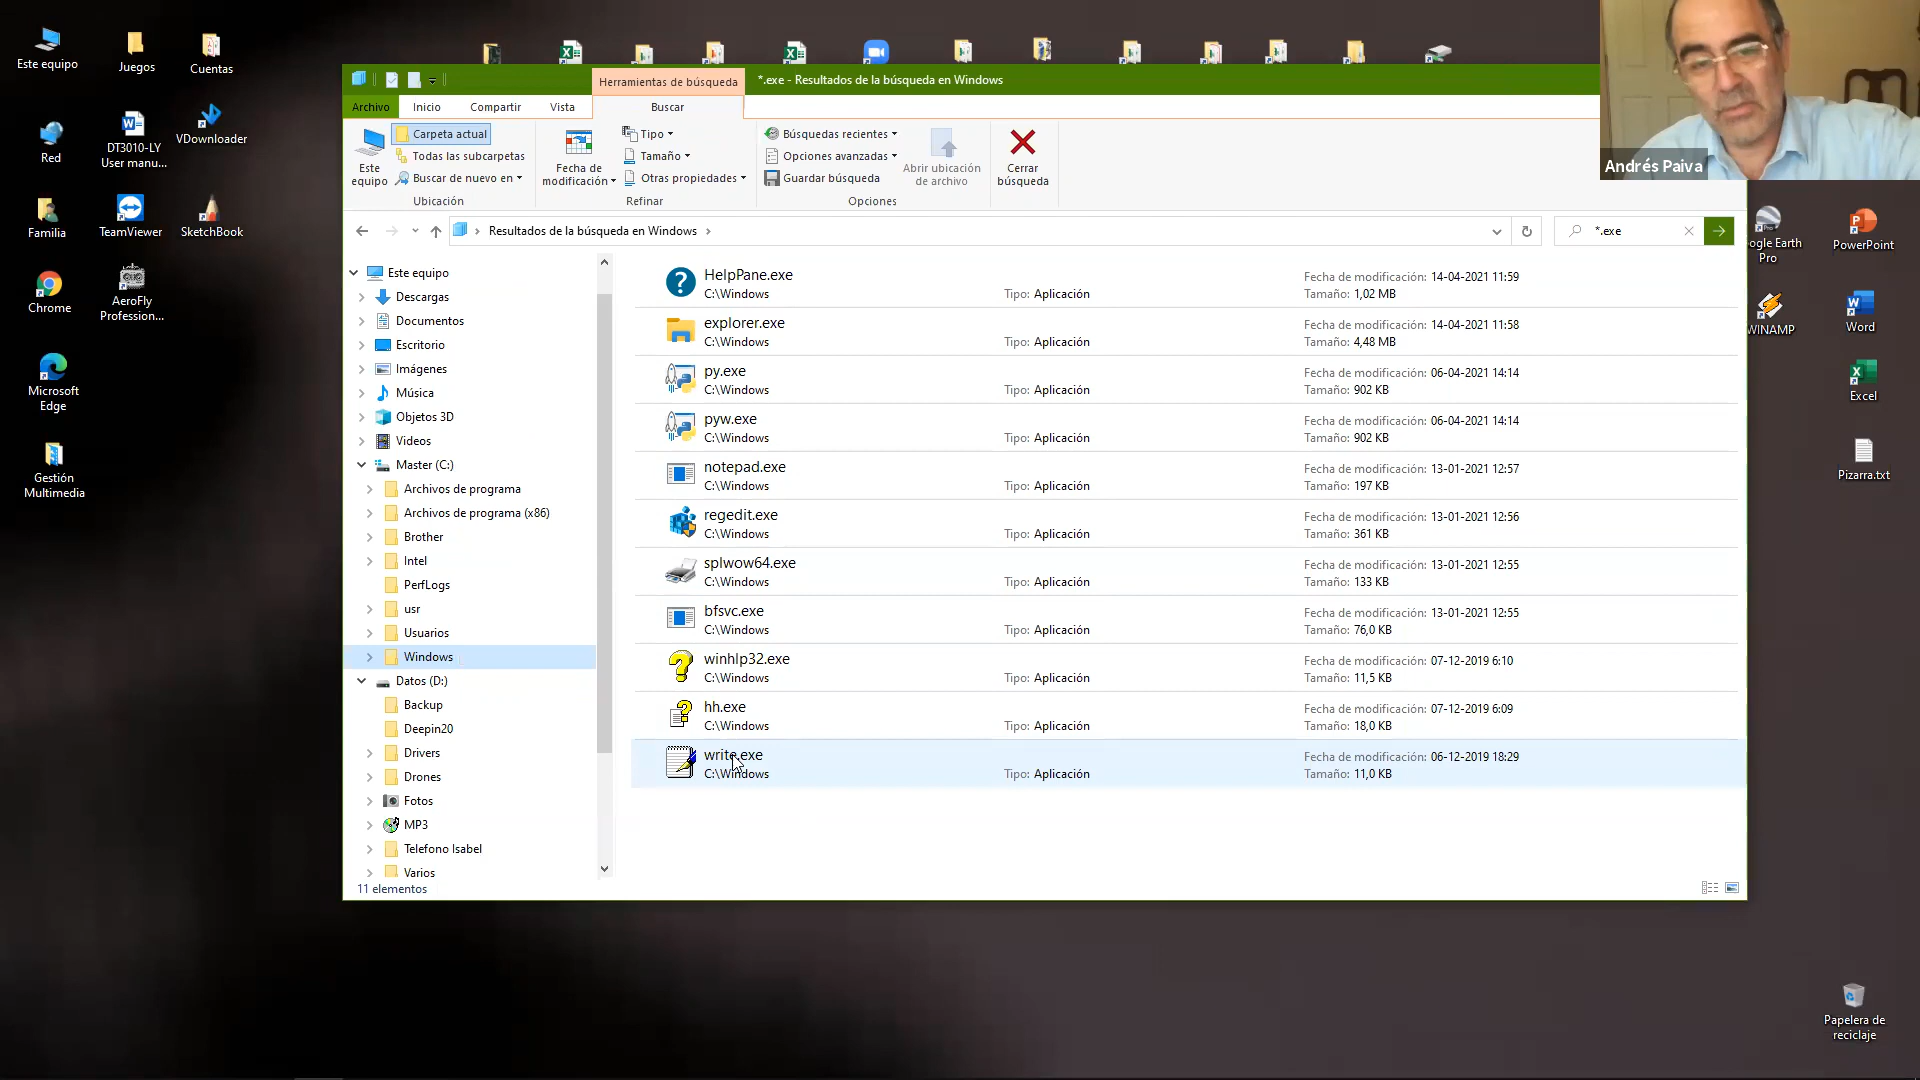 Este equipo
Juegos
Cuentas
Red
DT3010-LY
User manu...
VDownloader
Familia
TeamViewer
SketchBook
Chrome
AeroFly
Profession...
Microsoft
Edge
Gestión
Multimedia
Herramientas de búsqueda
*.exe - Resultados de la búsqueda en Windows
Archivo
Inicio
Compartir
Vista
Buscar
Este
equipo
Carpeta actual
Todas las subcarpetas
Buscar de nuevo en
Ubicación
Fecha de
modificación
Tipo
Tamaño
Otras propiedades
Refinar
Búsquedas recientes
Opciones avanzadas
Guardar búsqueda
Abrir ubicación
de archivo
Opciones
Cerrar
búsqueda
Resultados de la búsqueda en Windows
*.exe
Este equipo
Descargas
Documentos
Escritorio
Imágenes
Música
Objetos 3D
Videos
Master (C:)
Archivos de programa
Archivos de programa (x86)
Brother
Intel
PerfLogs
usr
Usuarios
Windows
Datos (D:)
Backup
Deepin20
Drivers
Drones
Fotos
MP3
Telefono Isabel
Varios
11 elementos
HelpPane.exe
C:\Windows
Tipo: Aplicación
Fecha de modificación: 14-04-2021 11:59
Tamaño: 1,02 MB
explorer.exe
C:\Windows
Tipo: Aplicación
Fecha de modificación: 14-04-2021 11:58
Tamaño: 4,48 MB
py.exe
C:\Windows
Tipo: Aplicación
Fecha de modificación: 06-04-2021 14:14
Tamaño: 902 KB
pyw.exe
C:\Windows
Tipo: Aplicación
Fecha de modificación: 06-04-2021 14:14
Tamaño: 902 KB
notepad.exe
C:\Windows
Tipo: Aplicación
Fecha de modificación: 13-01-2021 12:57
Tamaño: 197 KB
regedit.exe
C:\Windows
Tipo: Aplicación
Fecha de modificación: 13-01-2021 12:56
Tamaño: 361 KB
splwow64.exe
C:\Windows
Tipo: Aplicación
Fecha de modificación: 13-01-2021 12:55
Tamaño: 133 KB
bfsvc.exe
C:\Windows
Tipo: Aplicación
Fecha de modificación: 13-01-2021 12:55
Tamaño: 76,0 KB
winhlp32.exe
C:\Windows
Tipo: Aplicación
Fecha de modificación: 07-12-2019 6:10
Tamaño: 11,5 KB
hh.exe
C:\Windows
Tipo: Aplicación
Fecha de modificación: 07-12-2019 6:09
Tamaño: 18,0 KB
write.exe
C:\Windows
Tipo: Aplicación
Fecha de modificación: 06-12-2019 18:29
Tamaño: 11,0 KB
Andrés Paiva
ogle Earth
Pro
PowerPoint
WINAMP
Word
Excel
Pizarra.txt
Papelera de
reciclaje